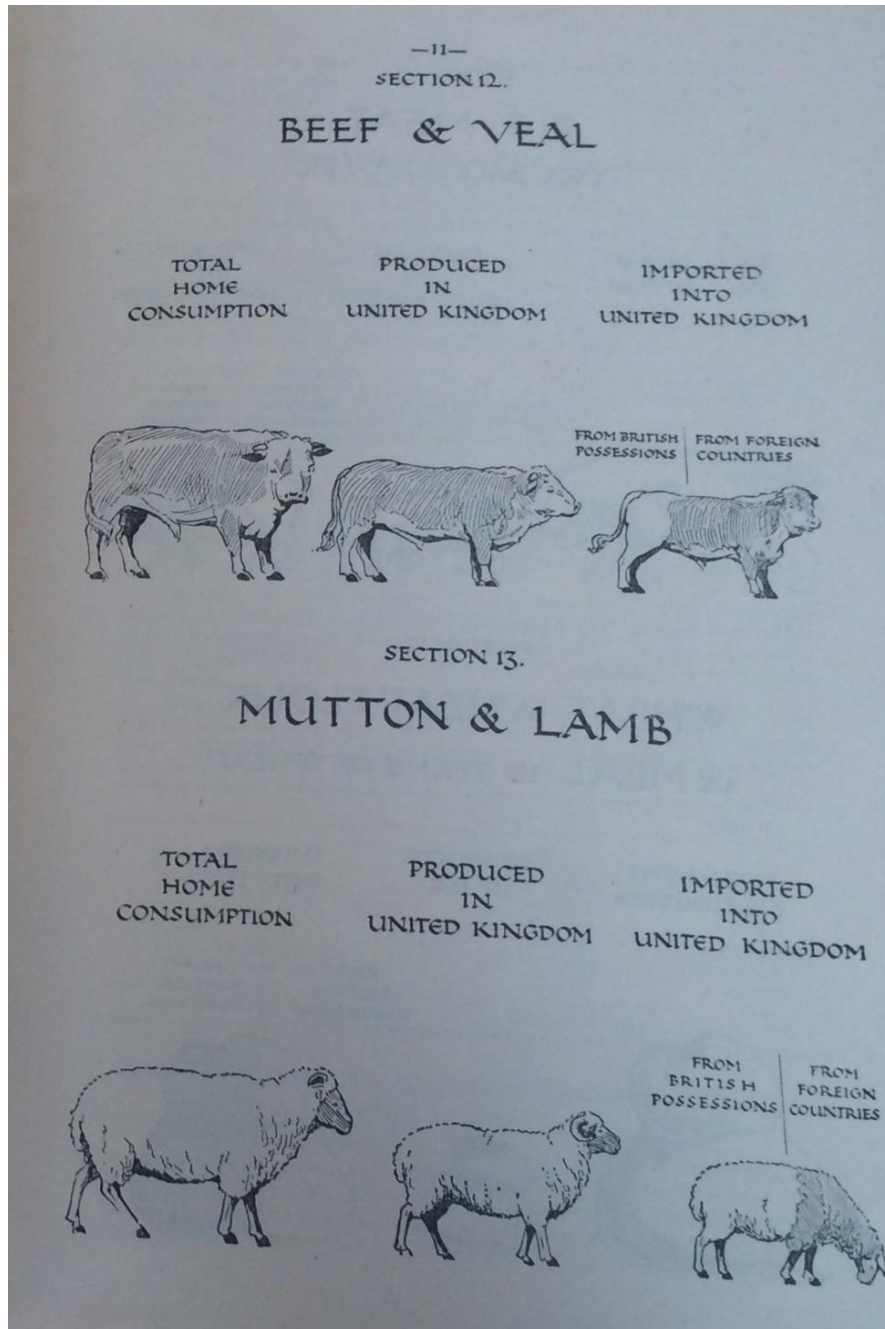 —11—
SECTION 12.
BEEF & VEAL
TOTAL
HOME
CONSUMPTION
PRODUCED
IN
UNITED KINGDOM
IMPORTED
INTO
UNITED KINGDOM
FROM BRITISH
POSSESSIONS
FROM FOREIGN
COUNTRIES
SECTION 13.
MUTTON & LAMB
TOTAL
HOME
CONSUMPTION
PRODUCED
IN
UNITED KINGDOM
IMPORTED
INTO
UNITED KINGDOM
FROM
BRITISH
POSSESSIONS
FROM
FOREIGN
COUNTRIES